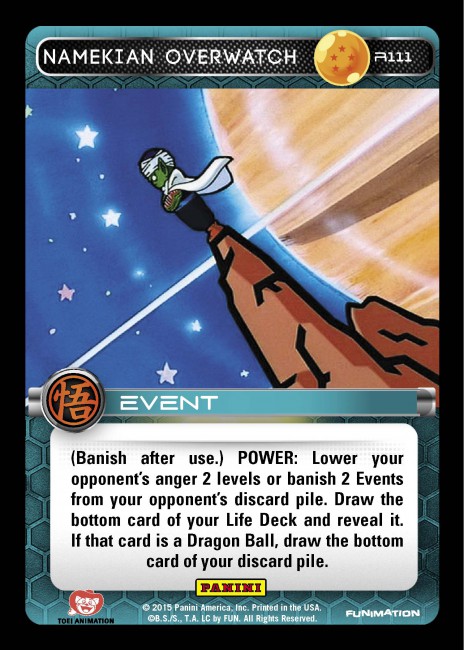 NAMEKIAN OVERWATCH R111
悟 EVENT
(Banish after use.) POWER: Lower your
opponent's anger 2 levels or banish 2 Events
from your opponent's discard pile. Draw the
bottom card of your Life Deck and reveal it.
If that card is a Dragon Ball, draw the bottom
card of your discard pile.
PANINI
© 2015 Panini America, Inc. Printed in the USA.
©B.S./S., T.A. LC by FUN. All Rights Reserved.
TOEI ANIMATION
FUNIMATION